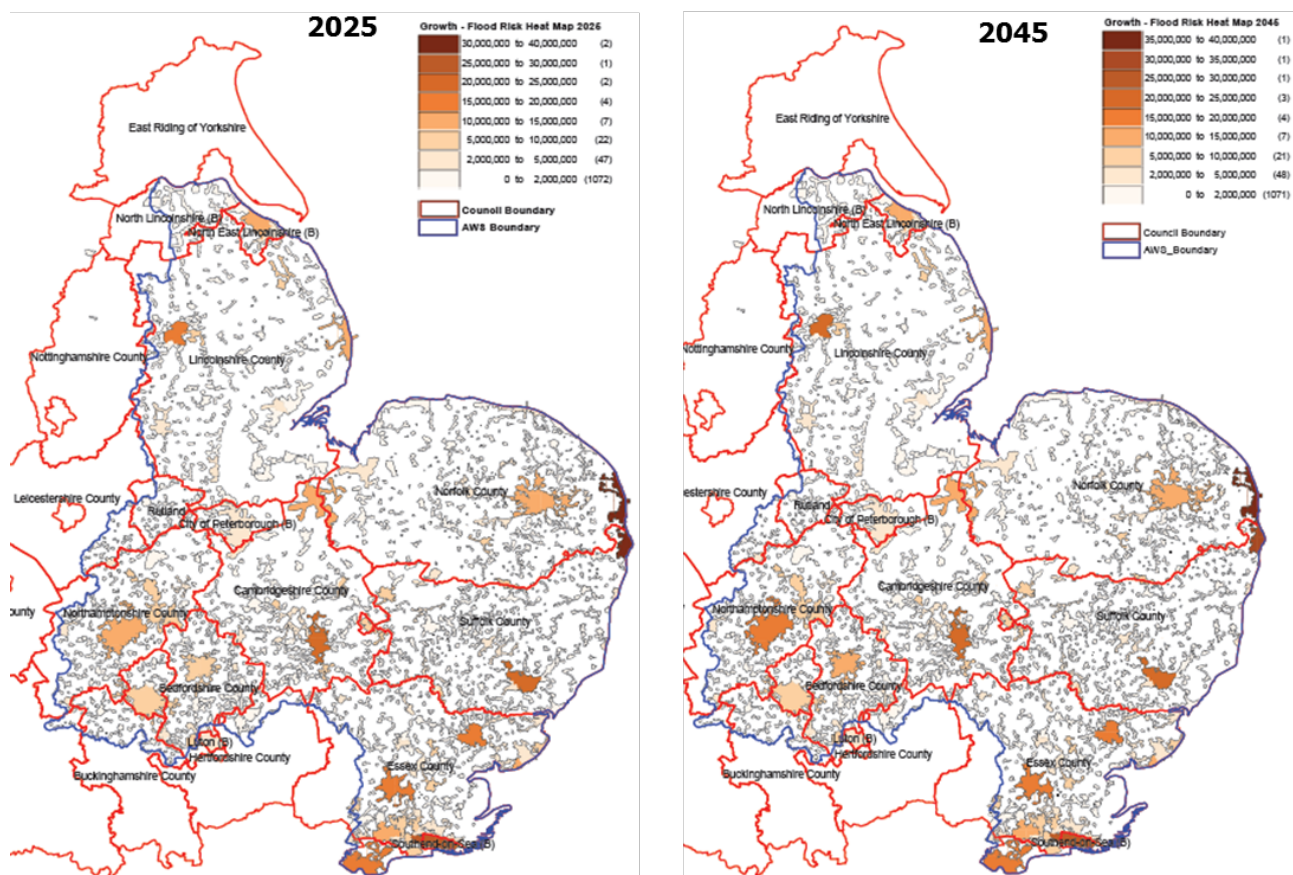 2025
Growth - Flood Risk Heat Map 2025
30,000,000 to 40,000,000 (2)
25,000,000 to 30,000,000 (1)
20,000,000 to 25,000,000 (2)
15,000,000 to 20,000,000 (4)
10,000,000 to 15,000,000 (7)
5,000,000 to 10,000,000 (22)
2,000,000 to 5,000,000 (47)
0 to 2,000,000 (1072)
Council Boundary
AWS Boundary
East Riding of Yorkshire
North Lincolnshire (B)
North East Lincolnshire (B)
Nottinghamshire County
Lincolnshire County
Leicestershire County
Rutland
City of Peterborough (B)
Norfolk County
Cambridgeshire County
ounty
Northamptonshire County
Suffolk County
Bedfordshire County
Luton (B)
Hertfordshire County
Buckinghamshire County
Essex County
Southend-on-Sea (B)
2045
Growth - Flood Risk Heat Map 2045
35,000,000 to 40,000,000 (1)
30,000,000 to 35,000,000 (1)
25,000,000 to 30,000,000 (1)
20,000,000 to 25,000,000 (3)
15,000,000 to 20,000,000 (4)
10,000,000 to 15,000,000 (7)
5,000,000 to 10,000,000 (21)
2,000,000 to 5,000,000 (48)
0 to 2,000,000 (1071)
Council Boundary
AWS_Boundary
East Riding of Yorkshire
North Lincolnshire (B)
North East Lincolnshire (B)
Nottinghamshire County
Lincolnshire County
estershire County
Rutland
City of Peterborough (B)
Norfolk County
Cambridgeshire County
Northamptonshire County
Suffolk County
Bedfordshire County
Luton (B)
Hertfordshire County
Buckinghamshire County
Essex County
Southend-on-Sea (B)